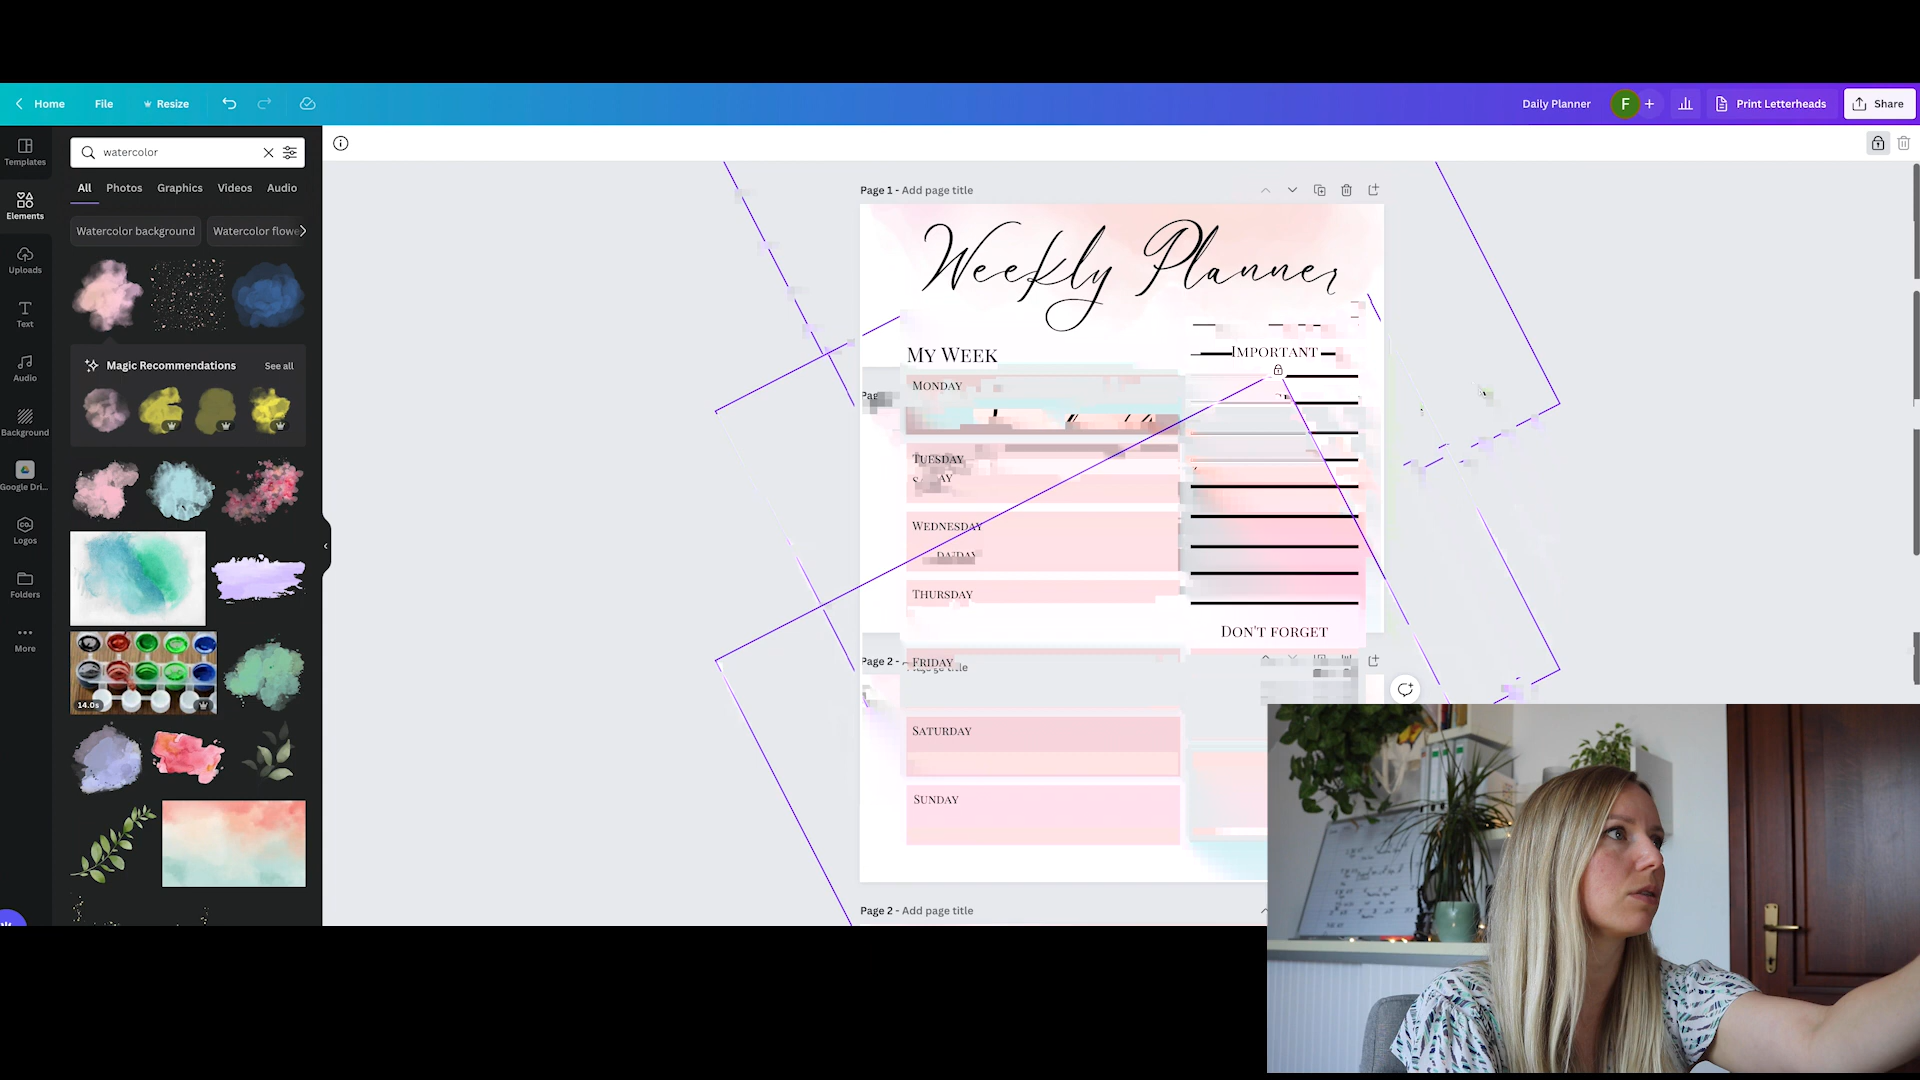 Home File Resize Daily Planner F + Print Letterheads Share
Templates
Elements
Uploads
Text
Audio
Background
Google Dri...
Logos
Folders
More
watercolor
All Photos Graphics Videos Audio
Watercolor background Watercolor flowe
Magic Recommendations See all
14.0s
Page 1 - Add page title
Weekly Planner
My Week
Monday
Tuesday
Wednesday
Thursday
Friday
Saturday
Sunday
Important
Don't forget
Page 2 -
Page 2 - Add page title